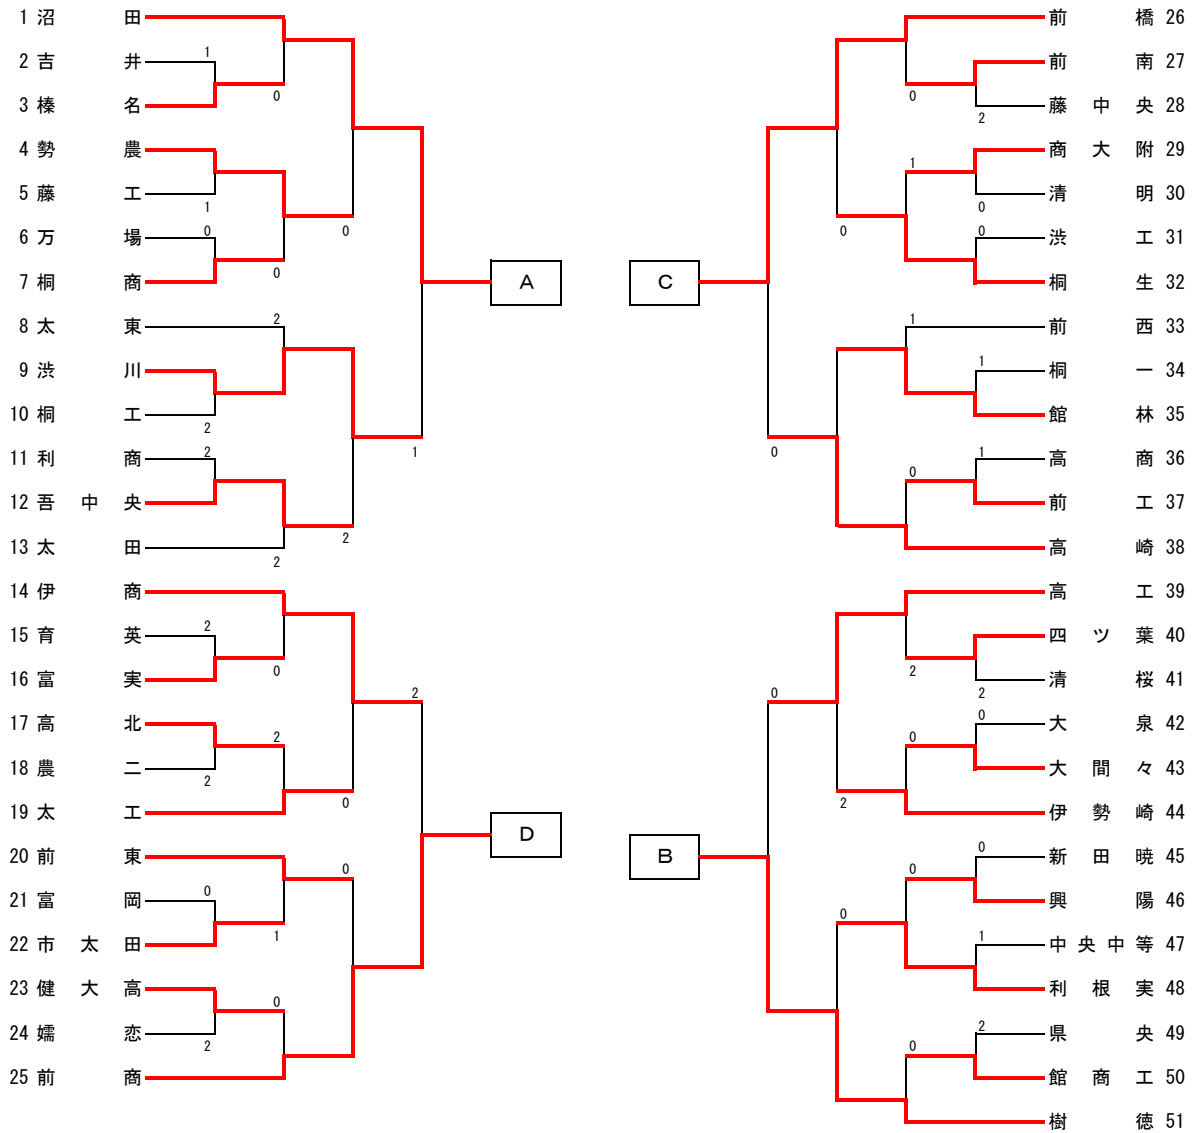 1 沼田
2 吉井
3 榛名
4 勢農
5 藤工
6 万場
7 桐商
8 太東
9 渋川
10 桐工
11 利商
12 吾中央
13 太田
14 伊商
15 育英
16 富実
17 高北
18 農二
19 太工
20 前東
21 富岡
22 市太田
23 健大高
24 嬬恋
25 前商
1
0
1
0
0
0
2
2
2
2
2
1
2
0
2
2
0
2
0
1
0
0
2
A
D
C
B
前橋 26
前南 27
藤中央 28
商大附 29
清明 30
渋工 31
桐生 32
前西 33
桐一 34
館林 35
高商 36
前工 37
高崎 38
高工 39
四ツ葉 40
清桜 41
大泉 42
大間々 43
伊勢崎 44
新田暁 45
興陽 46
中央中等 47
利根実 48
県央 49
館商工 50
樹徳 51
0
2
1
0
0
0
1
1
0
1
0
2
2
0
0
0
2
0
0
0
1
2
0